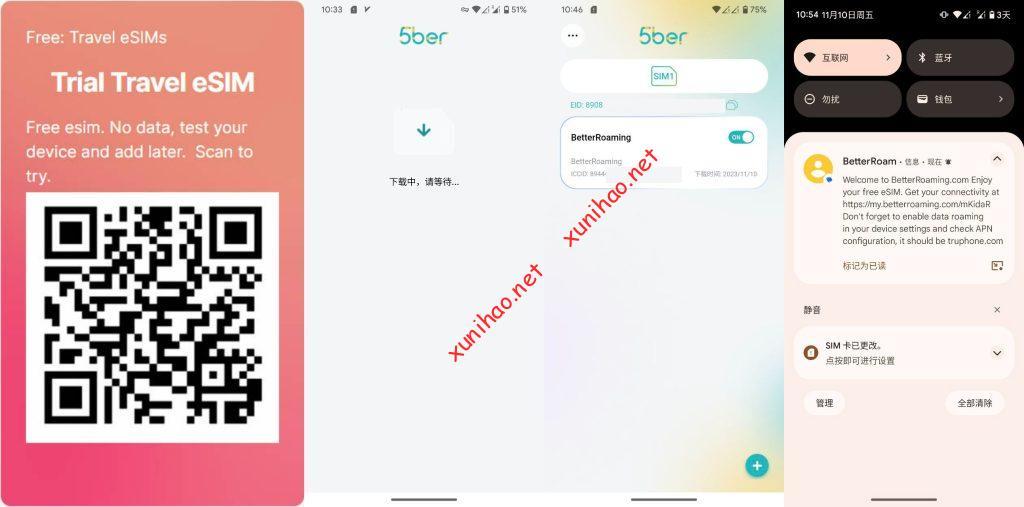 Free: Travel eSIMs
Trial Travel eSIM
Free esim. No data, test your
device and add later. Scan to
try.
10:33
51%
5ber
下载中，请等待...
xunihao.net
10:46
75%
5ber
SIM1
EID: 8908
BetterRoaming
ON
BetterRoaming
ICCID: 8944
下载时间: 2023/11/10
xunihao.net
10:54 11月10日周五
3天
互联网
蓝牙
勿扰
钱包
BetterRoam • 信息 • 现在
Welcome to BetterRoaming.com Enjoy
your free eSIM. Get your connectivity at
https://my.betterroaming.com/mKidaR
Don't forget to enable data roaming
in your device settings and check APN
configuration, it should be truphone.com
标记为已读
静音
SIM 卡已更改。
点按即可进行设置
管理
全部清除